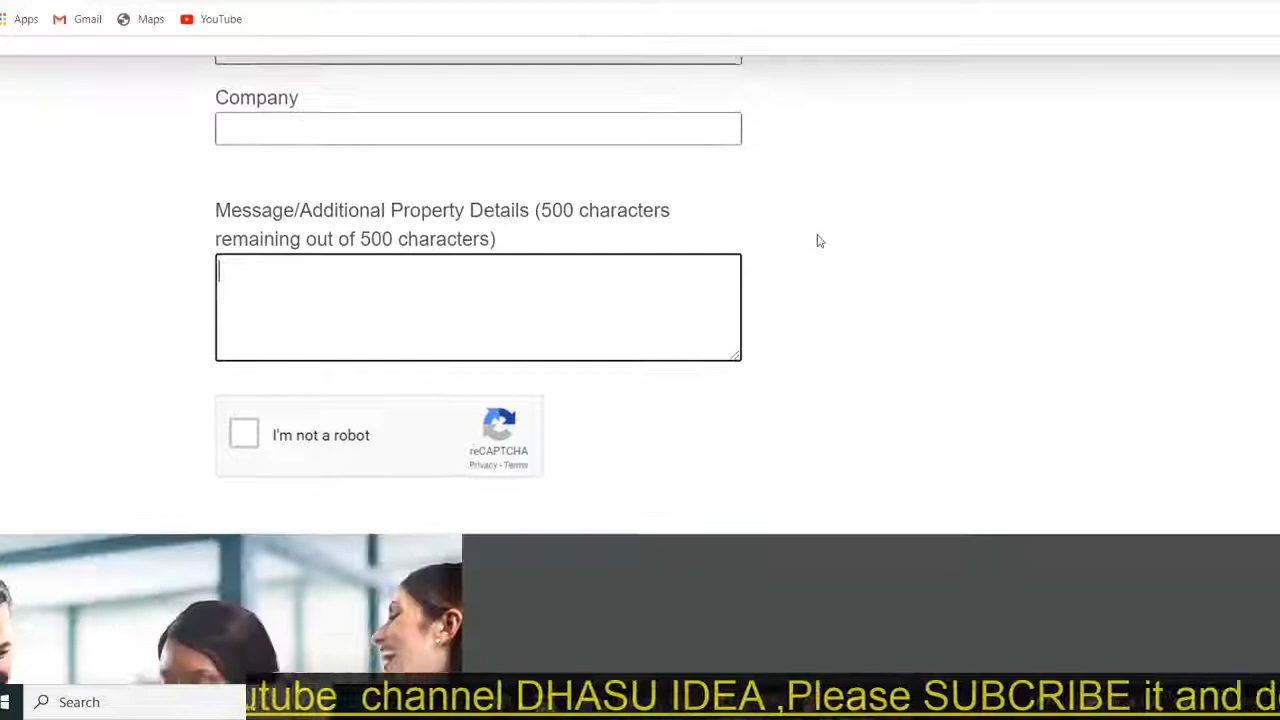 Apps Gmail Maps YouTube
Company
Message/Additional Property Details (500 characters
remaining out of 500 characters)
I'm not a robot
reCAPTCHA
Privacy - Terms
Search
utube channel DHASU IDEA ,Please SUBCRIBE it and d